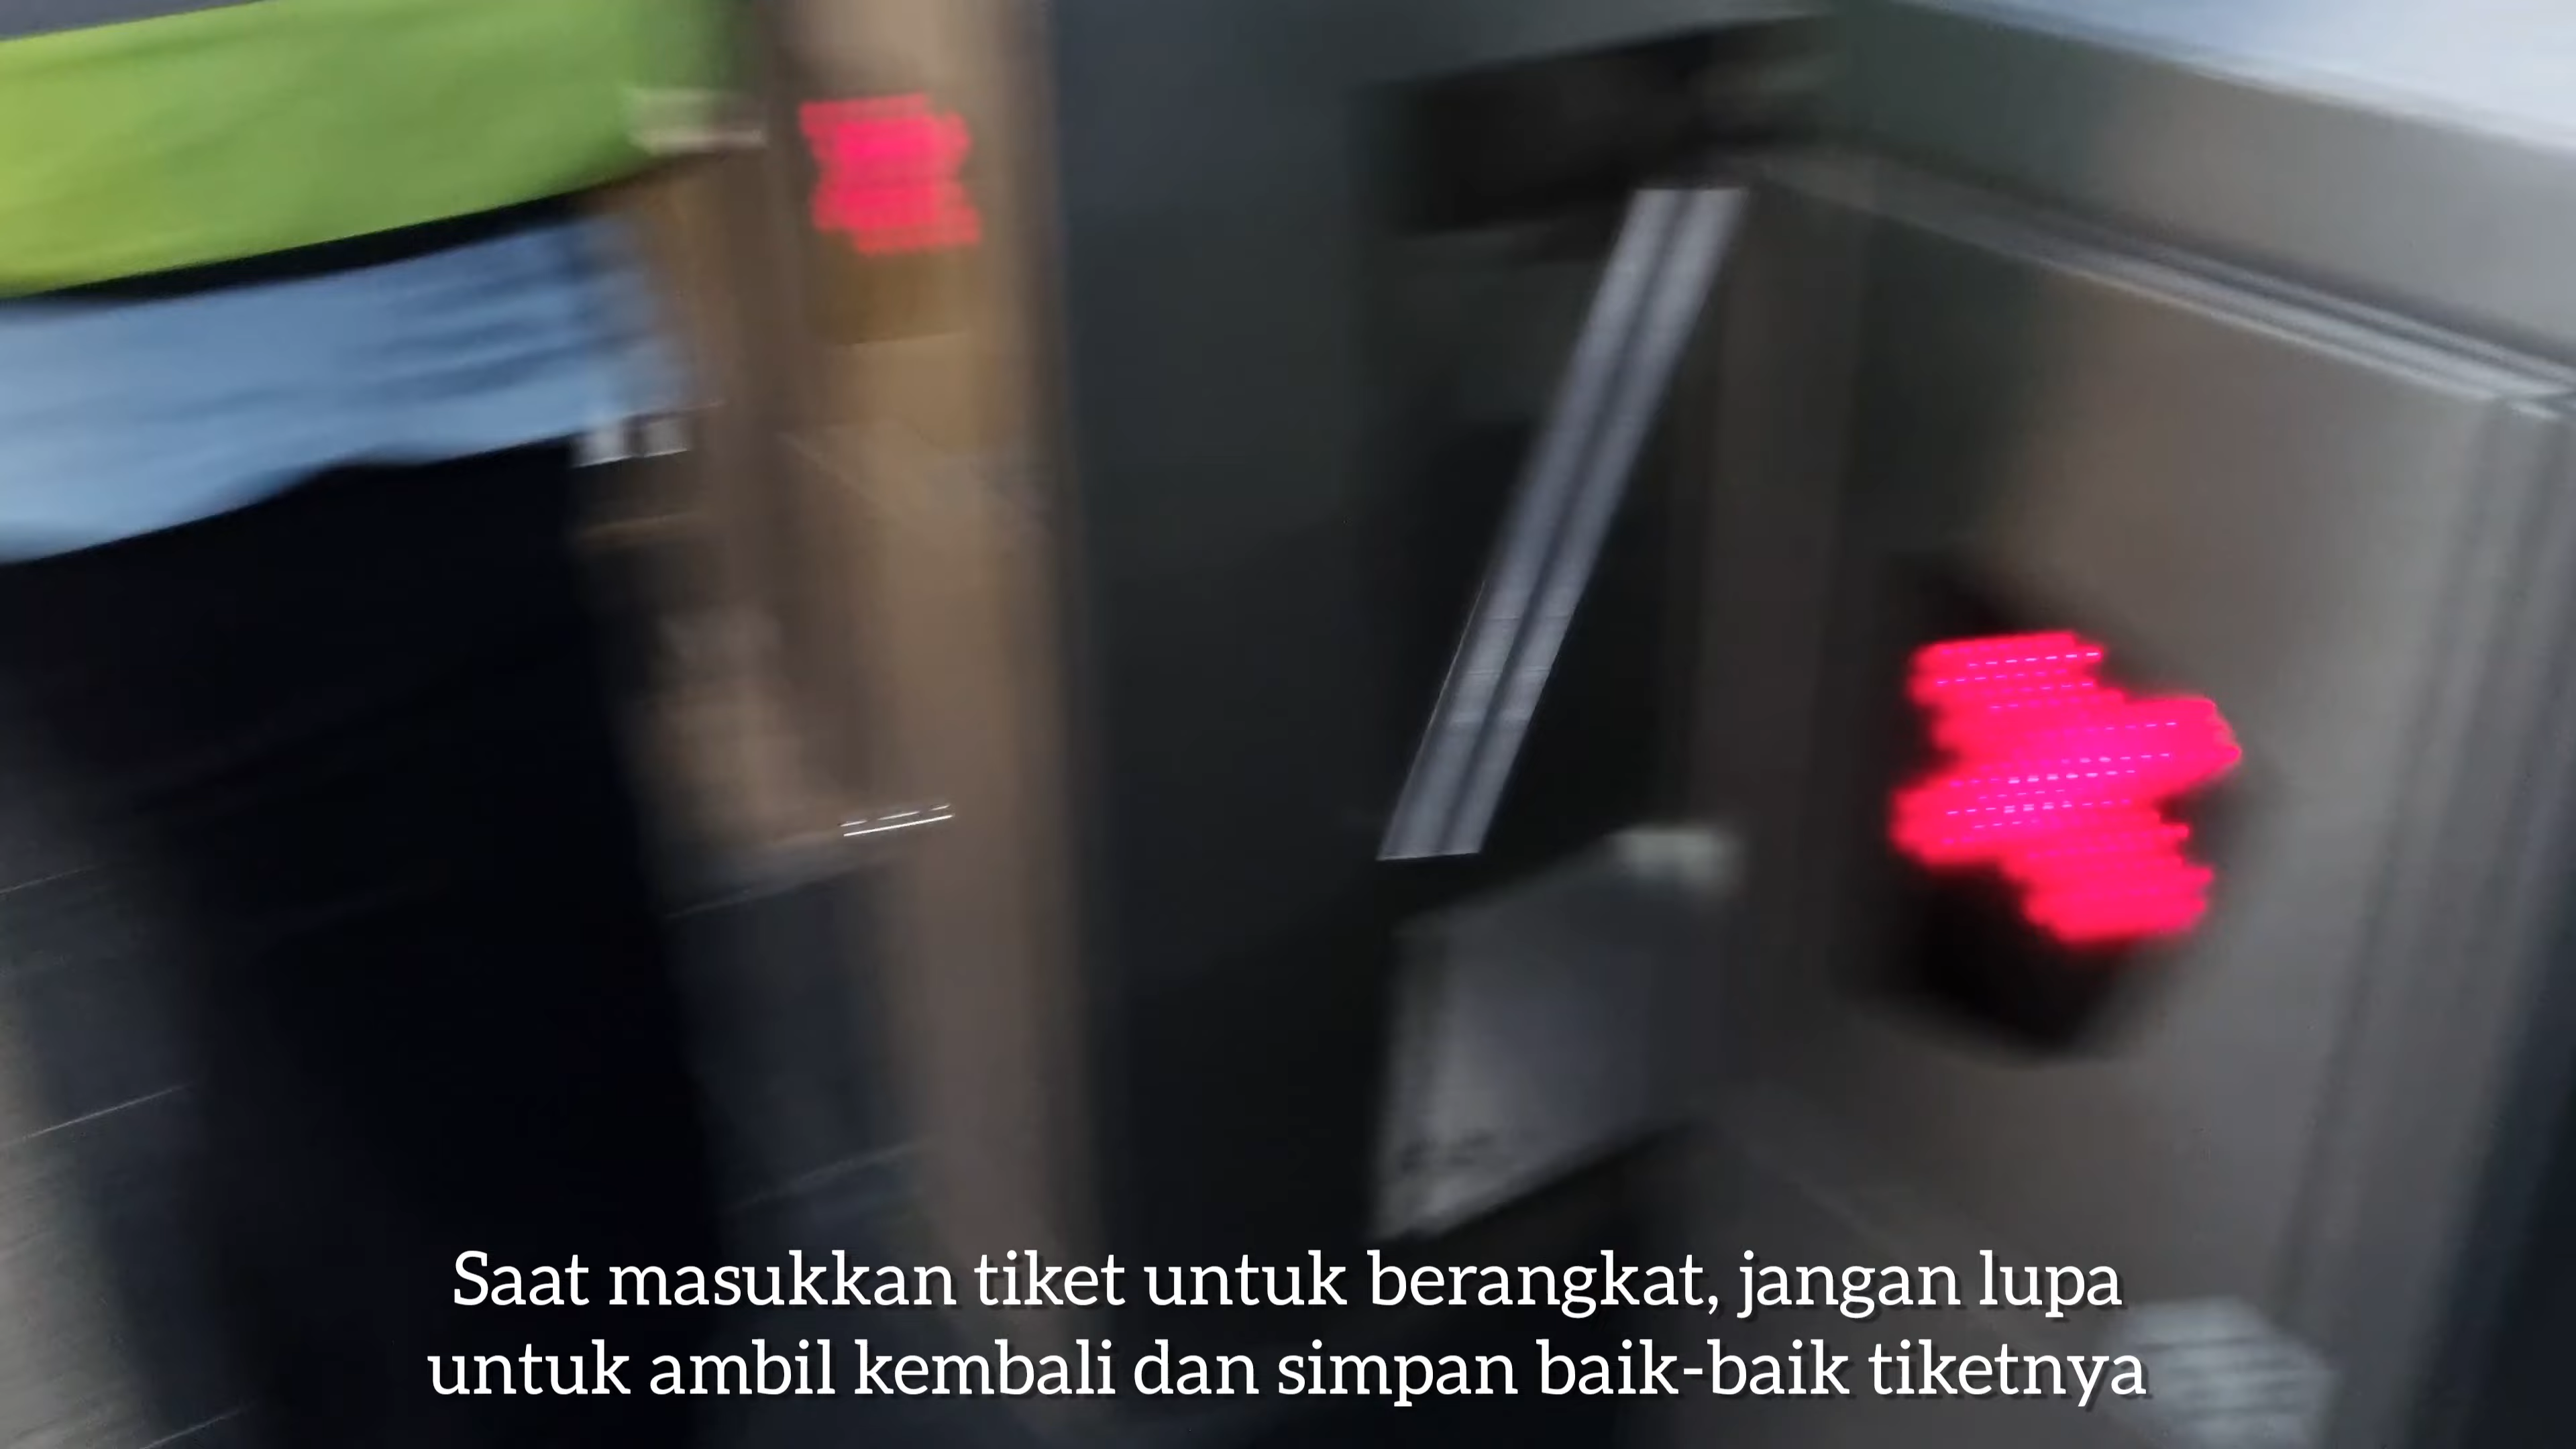 Saat masukkan tiket untuk berangkat, jangan lupa
untuk ambil kembali dan simpan baik-baik tiketnya